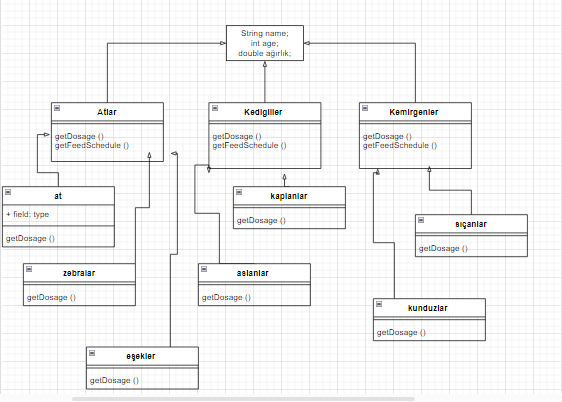 String name;
int age;
double ağırlık;
Atlar
getDosage ()
getFeedSchedule ()
Kedigiller
getDosage ()
getFeedSchedule ()
Kemirgenler
getDosage ()
getFeedSchedule ()
at
+ field: type
getDosage ()
kaplanlar
getDosage ()
sıçanlar
getDosage ()
zebralar
getDosage ()
aslanlar
getDosage ()
kunduzlar
getDosage ()
eşekler
getDosage ()